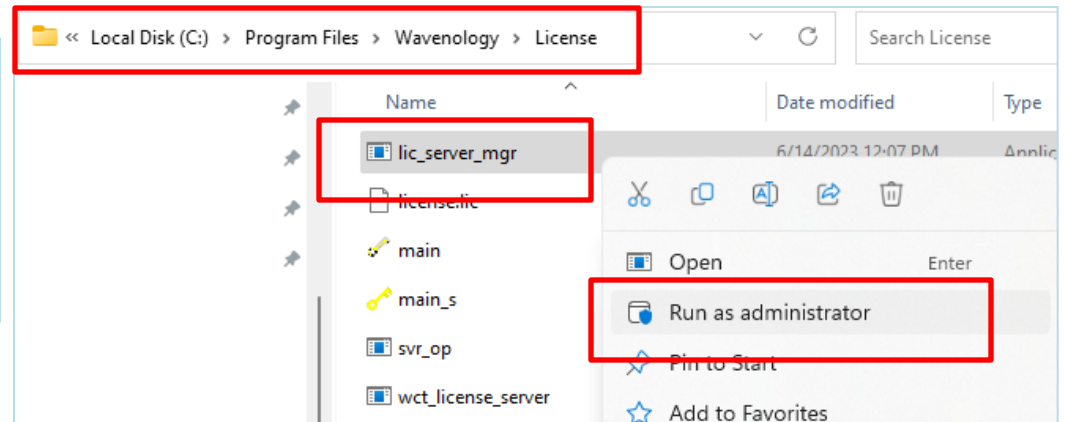 « Local Disk (C:) > Program Files > Wavenology > License
Search License
Name
Date modified
Type
lic_server_mgr
6/14/2023 12:07 PM
Applic
license.lic
main
Open
Enter
main_s
Run as administrator
svr_op
Pin to Start
wct_license_server
Add to Favorites